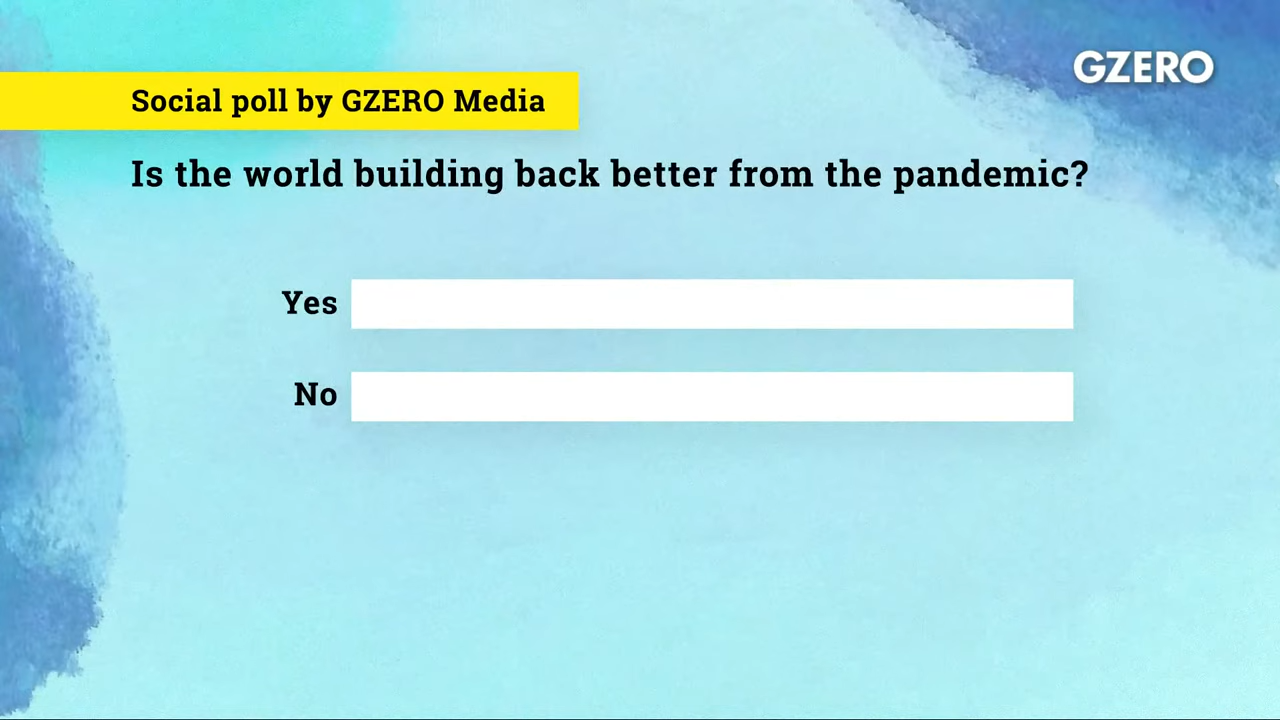 GZERO
Social poll by GZERO Media
Is the world building back better from the pandemic?
Yes
No